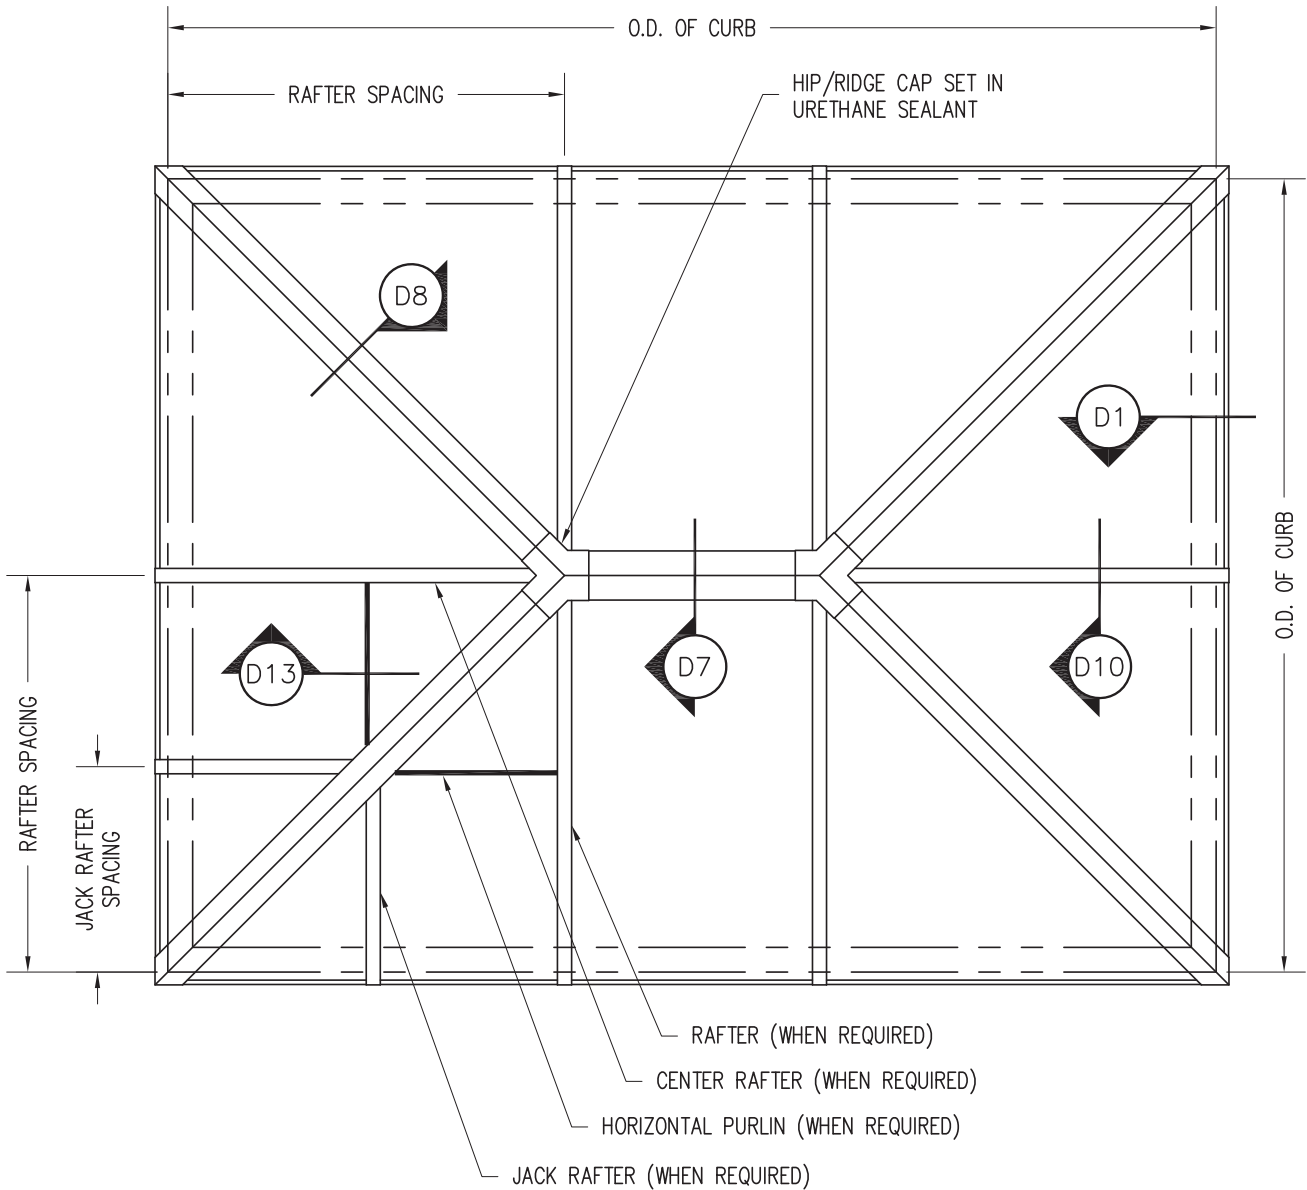 O.D. OF CURB
RAFTER SPACING
HIP/RIDGE CAP SET IN
URETHANE SEALANT
D8
D1
O.D. OF CURB
D13
D7
D10
RAFTER SPACING
JACK RAFTER
SPACING
RAFTER (WHEN REQUIRED)
CENTER RAFTER (WHEN REQUIRED)
HORIZONTAL PURLIN (WHEN REQUIRED)
JACK RAFTER (WHEN REQUIRED)